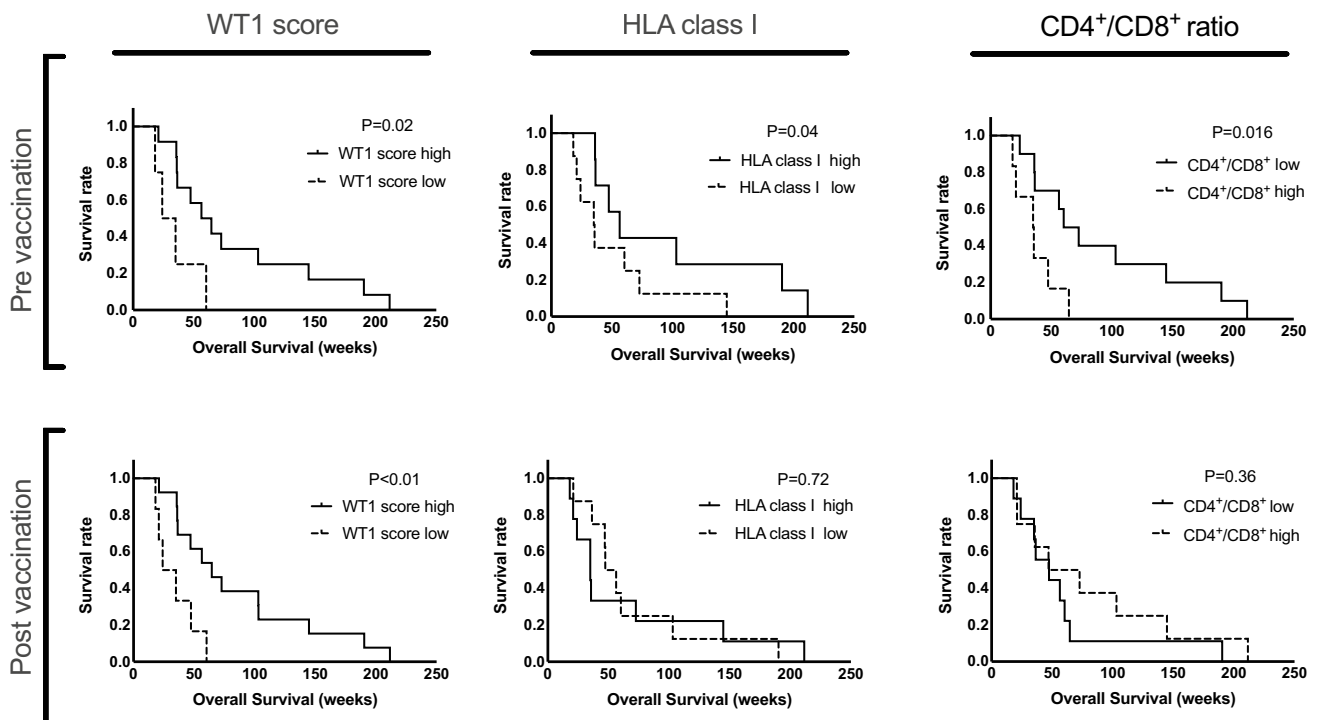 WT1 score
HLA class I
CD4⁺/CD8⁺ ratio
Pre vaccination
P=0.02
WT1 score high
WT1 score low
Survival rate
1.0
0.8
0.6
0.4
0.2
0.0
0 50 100 150 200 250
Overall Survival (weeks)
P=0.04
HLA class I high
HLA class I low
Survival rate
1.0
0.8
0.6
0.4
0.2
0.0
0 50 100 150 200 250
Overall Survival (weeks)
P=0.016
CD4⁺/CD8⁺ low
CD4⁺/CD8⁺ high
Survival rate
1.0
0.8
0.6
0.4
0.2
0.0
0 50 100 150 200 250
Overall Survival (weeks)
Post vaccination
P<0.01
WT1 score high
WT1 score low
Survival rate
1.0
0.8
0.6
0.4
0.2
0.0
0 50 100 150 200 250
Overall Survival (weeks)
P=0.72
HLA class I high
HLA class I low
Survival rate
1.0
0.8
0.6
0.4
0.2
0.0
0 50 100 150 200 250
Overall Survival (weeks)
P=0.36
CD4⁺/CD8⁺ low
CD4⁺/CD8⁺ high
Survival rate
1.0
0.8
0.6
0.4
0.2
0.0
0 50 100 150 200 250
Overall Survival (weeks)